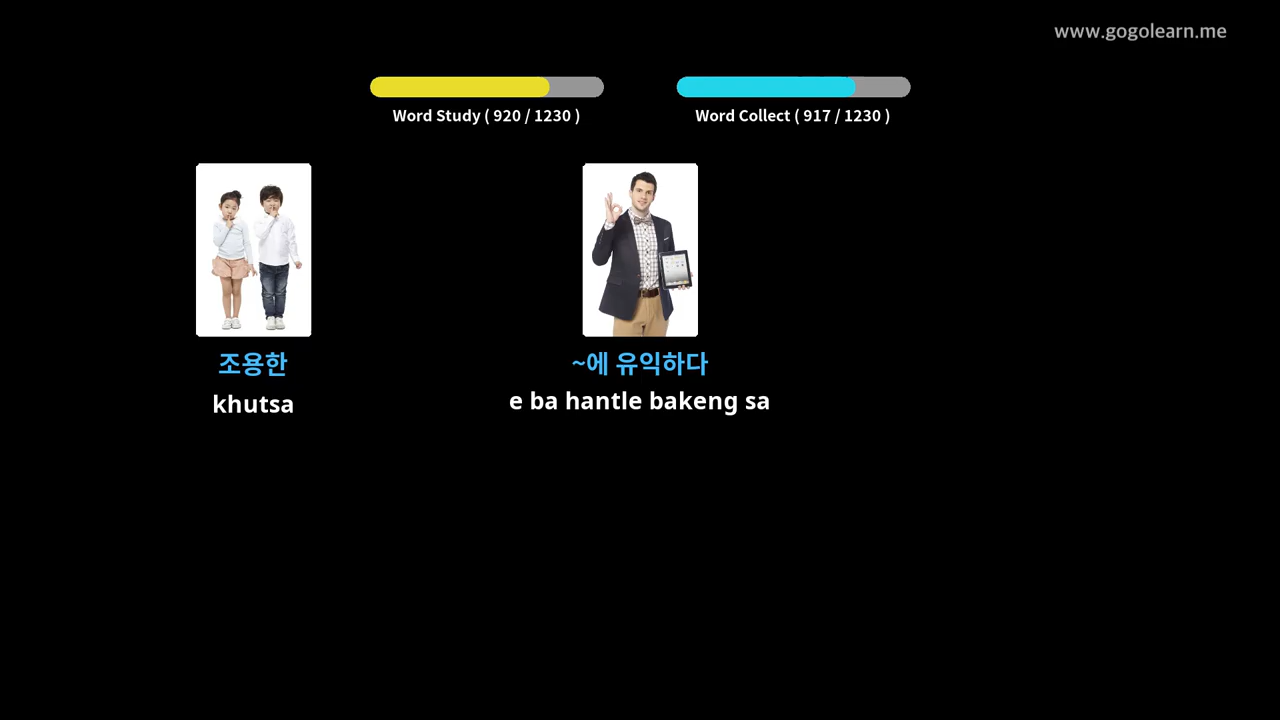 www.gogolearn.me
Word Study ( 920 / 1230 )
Word Collect ( 917 / 1230 )
조용한
khutsa
~에 유익하다
e ba hantle bakeng sa